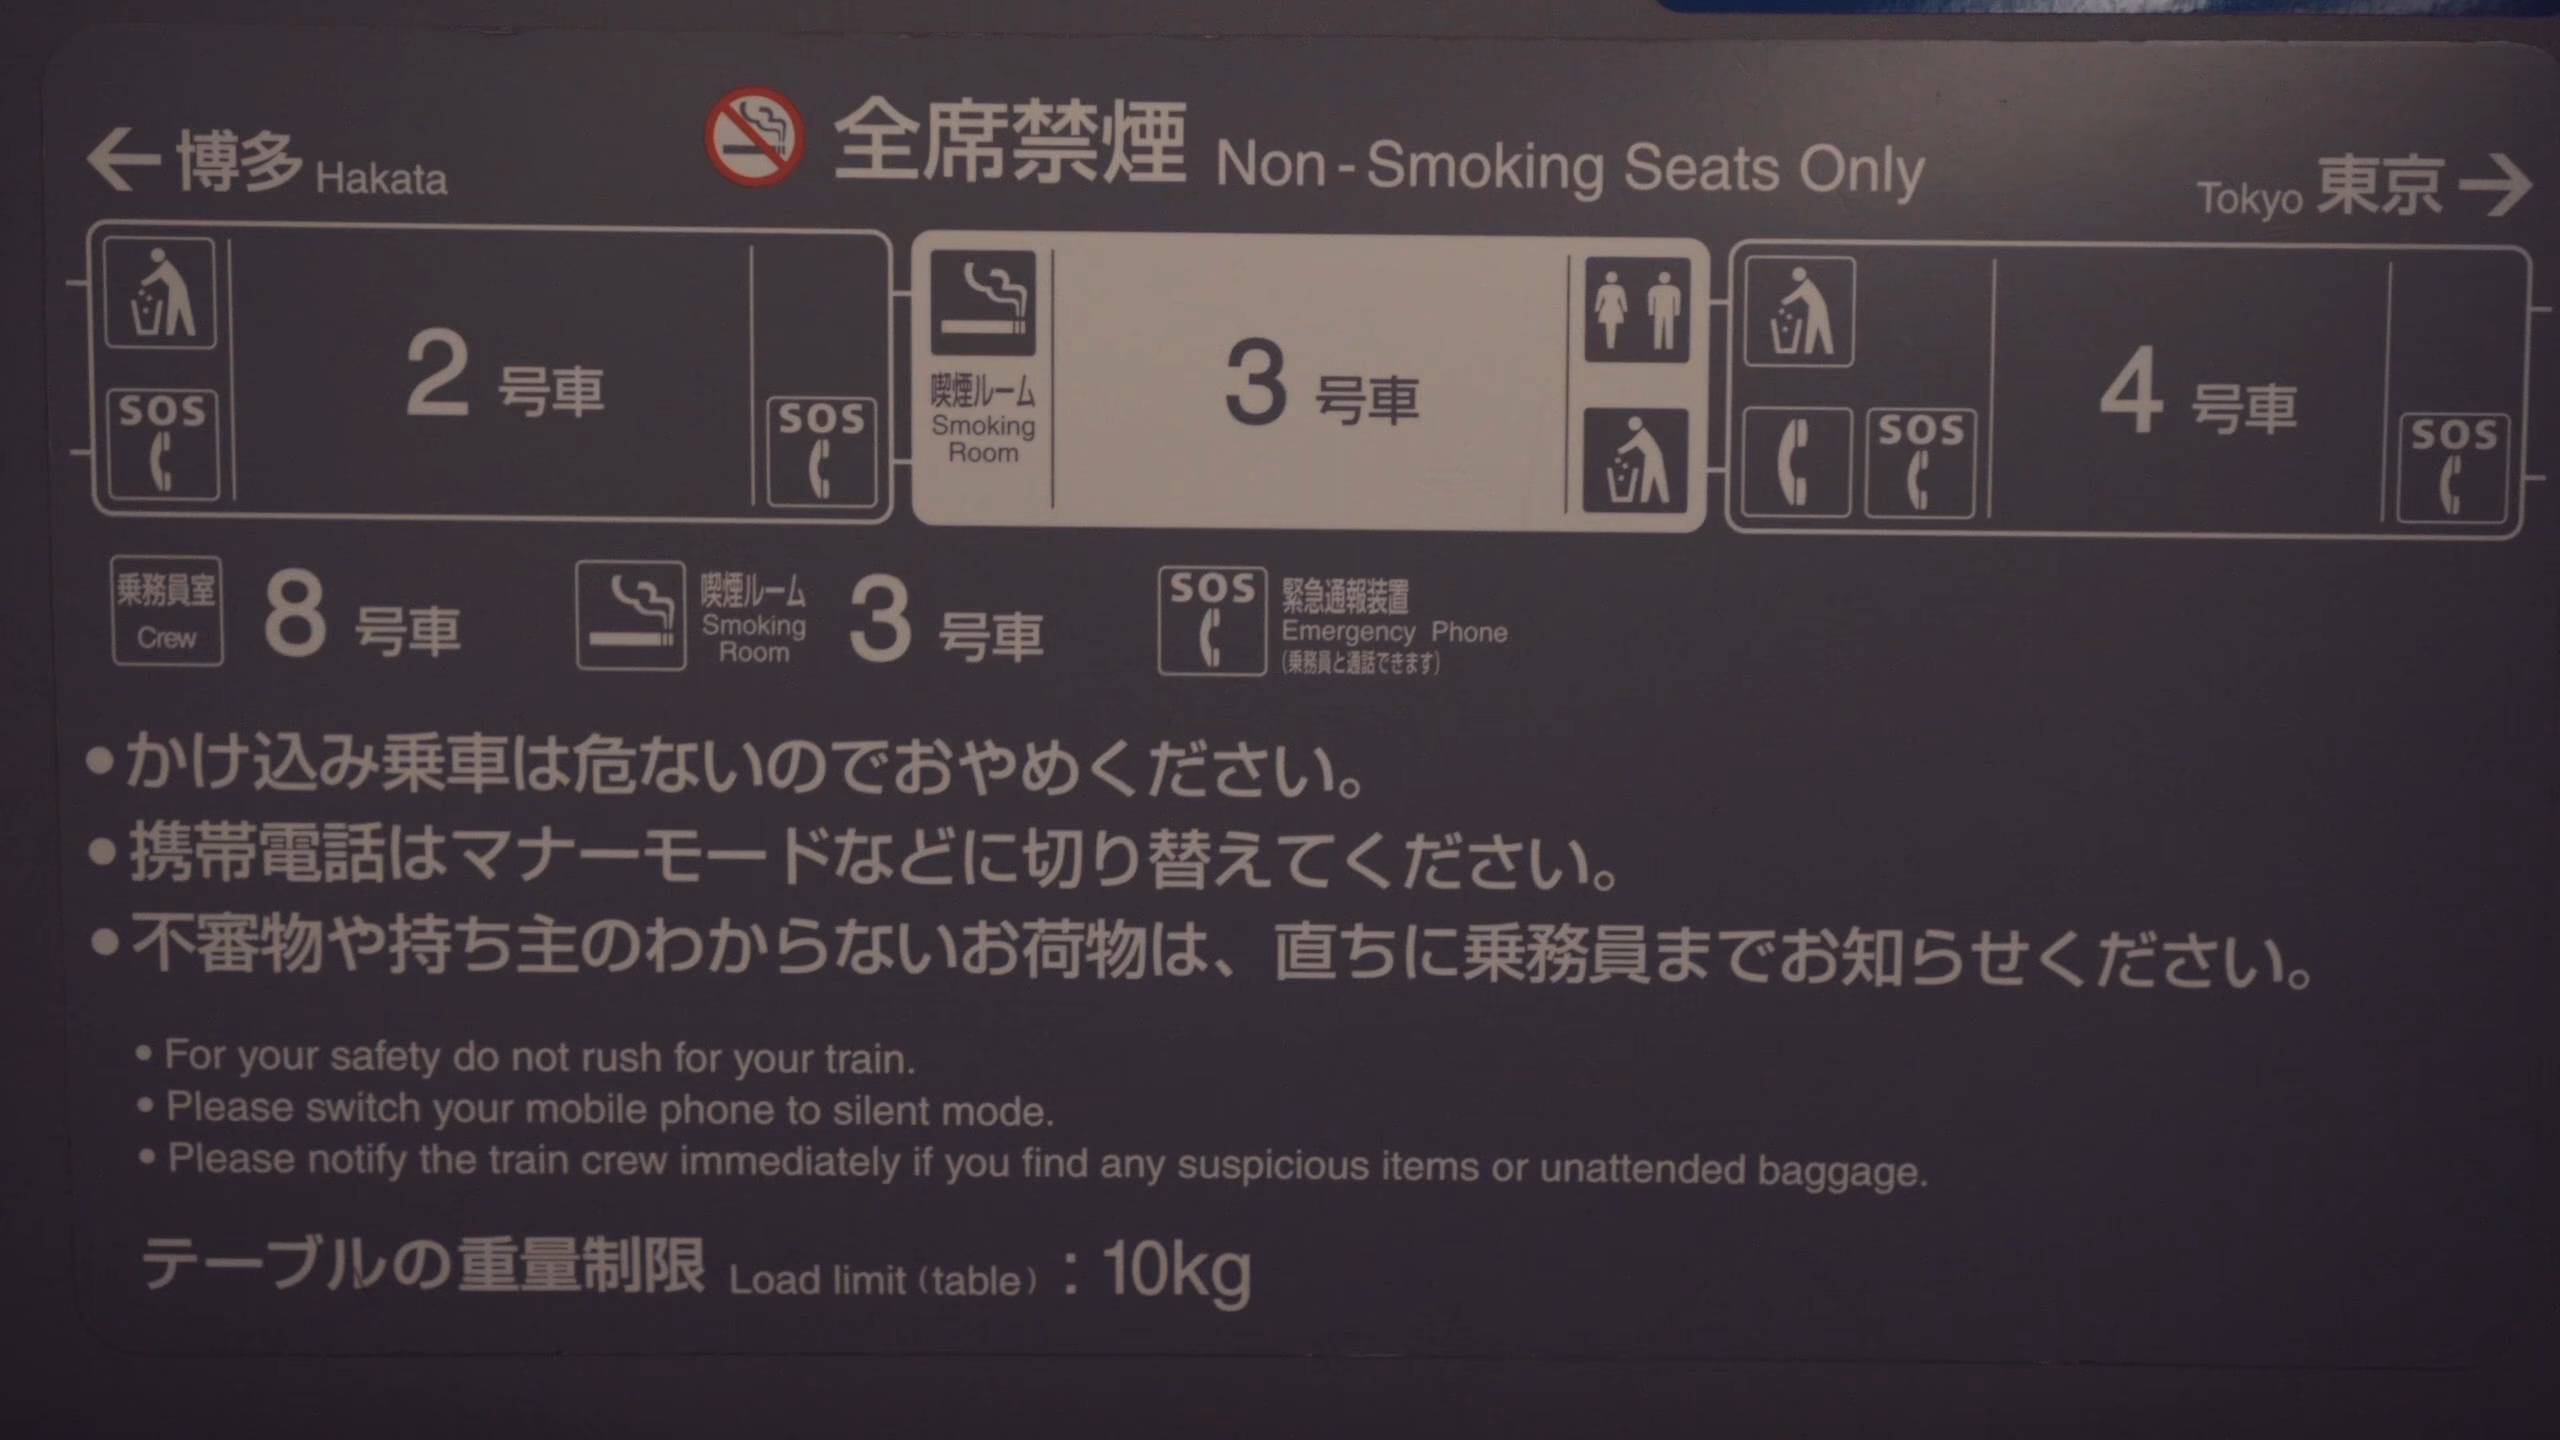 ← 博多 Hakata
全席禁煙 Non-Smoking Seats Only
Tokyo 東京 →
SOS
2 号車
SOS
喫煙ルーム
Smoking
Room
3 号車
SOS
4 号車
SOS
乗務員室
Crew
8 号車
喫煙ルーム
Smoking
Room
3 号車
SOS
緊急通報装置
Emergency Phone
(乗務員と通話できます)
●かけ込み乗車は危ないのでおやめください。
●携帯電話はマナーモードなどに切り替えてください。
●不審物や持ち主のわからないお荷物は、直ちに乗務員までお知らせください。
• For your safety do not rush for your train.
• Please switch your mobile phone to silent mode.
• Please notify the train crew immediately if you find any suspicious items or unattended baggage.
テーブルの重量制限 Load limit (table) : 10kg